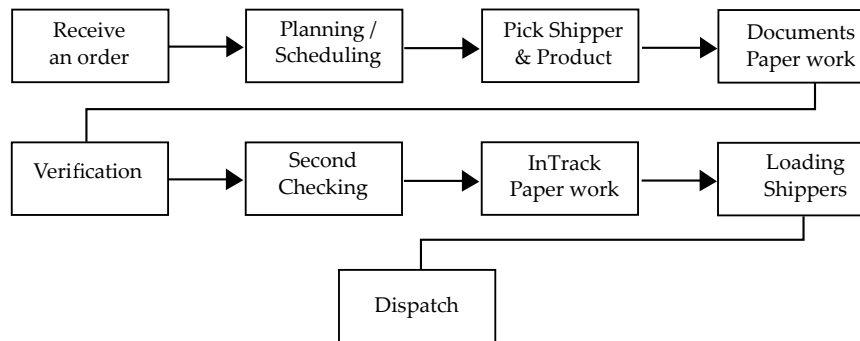 Receive
an order
Planning /
Scheduling
Pick Shipper
& Product
Documents
Paper work
Verification
Second
Checking
InTrack
Paper work
Loading
Shippers
Dispatch